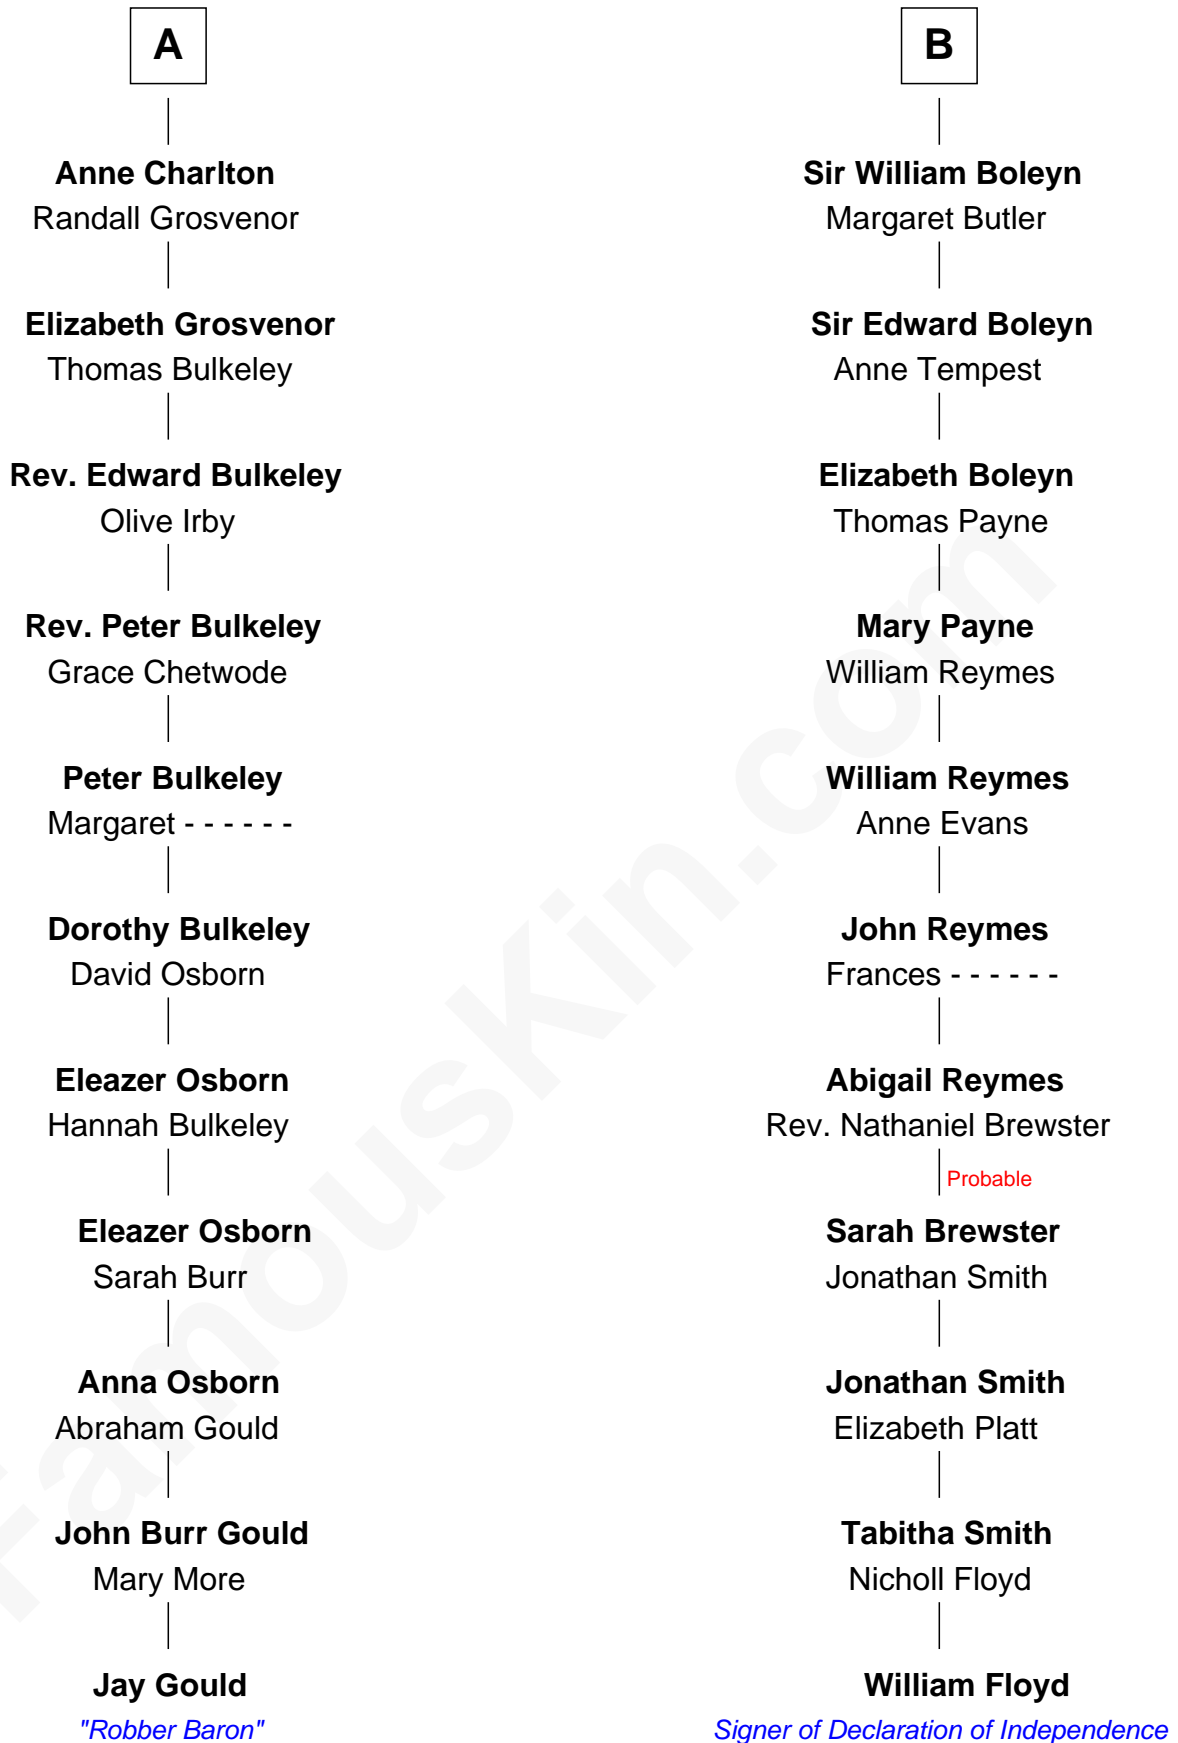 A
Anne Charlton
Randall Grosvenor
Elizabeth Grosvenor
Thomas Bulkeley
Rev. Edward Bulkeley
Olive Irby
Rev. Peter Bulkeley
Grace Chetwode
Peter Bulkeley
Margaret - - - - - -
Dorothy Bulkeley
David Osborn
Eleazer Osborn
Hannah Bulkeley
Eleazer Osborn
Sarah Burr
Anna Osborn
Abraham Gould
John Burr Gould
Mary More
Jay Gould
"Robber Baron"
B
Sir William Boleyn
Margaret Butler
Sir Edward Boleyn
Anne Tempest
Elizabeth Boleyn
Thomas Payne
Mary Payne
William Reymes
William Reymes
Anne Evans
John Reymes
Frances - - - - - -
Abigail Reymes
Rev. Nathaniel Brewster
Probable
Sarah Brewster
Jonathan Smith
Jonathan Smith
Elizabeth Platt
Tabitha Smith
Nicholl Floyd
William Floyd
Signer of Declaration of Independence
FamousKin.com